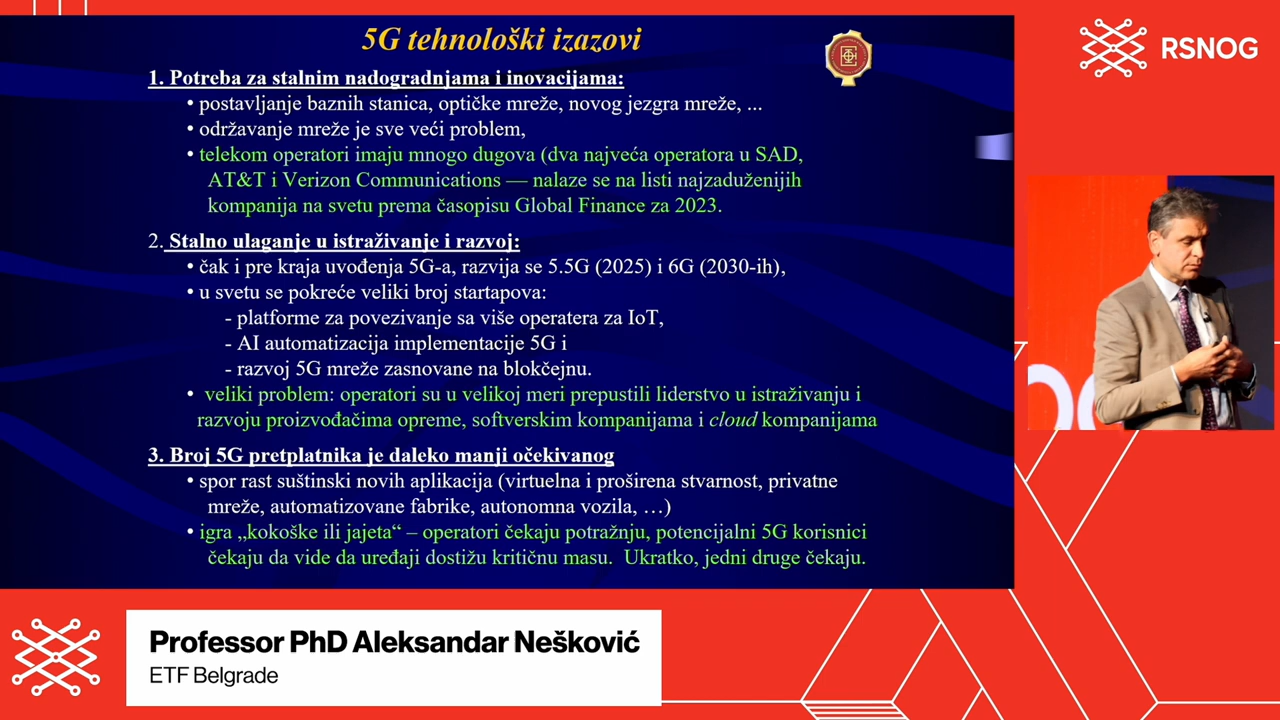 5G tehnološki izazovi
1. Potreba za stalnim nadogradnjama i inovacijama:
• postavljanje baznih stanica, optičke mreže, novog jezgra mreže, ...
• održavanje mreže je sve veći problem,
• telekom operatori imaju mnogo dugova (dva najveća operatora u SAD,
AT&T i Verizon Communications — nalaze se na listi najzaduženijih
kompanija na svetu prema časopisu Global Finance za 2023.
2. Stalno ulaganje u istraživanje i razvoj:
• čak i pre kraja uvođenja 5G-a, razvija se 5.5G (2025) i 6G (2030-ih),
• u svetu se pokreće veliki broj startapova:
- platforme za povezivanje sa više operatera za IoT,
- AI automatizacija implementacije 5G i
- razvoj 5G mreže zasnovane na blokčejnu.
• veliki problem: operatori su u velikoj meri prepustili liderstvo u istraživanju i
razvoju proizvođačima opreme, softverskim kompanijama i cloud kompanijama
3. Broj 5G pretplatnika je daleko manji očekivanog
• spor rast suštinski novih aplikacija (virtuelna i proširena stvarnost, privatne
mreže, automatizovane fabrike, autonomna vozila, …)
• igra „kokoške ili jajeta“ – operatori čekaju potražnju, potencijalni 5G korisnici
čekaju da vide da uređaji dostižu kritičnu masu.  Ukratko, jedni druge čekaju.
RSNOG
Professor PhD Aleksandar Nešković
ETF Belgrade